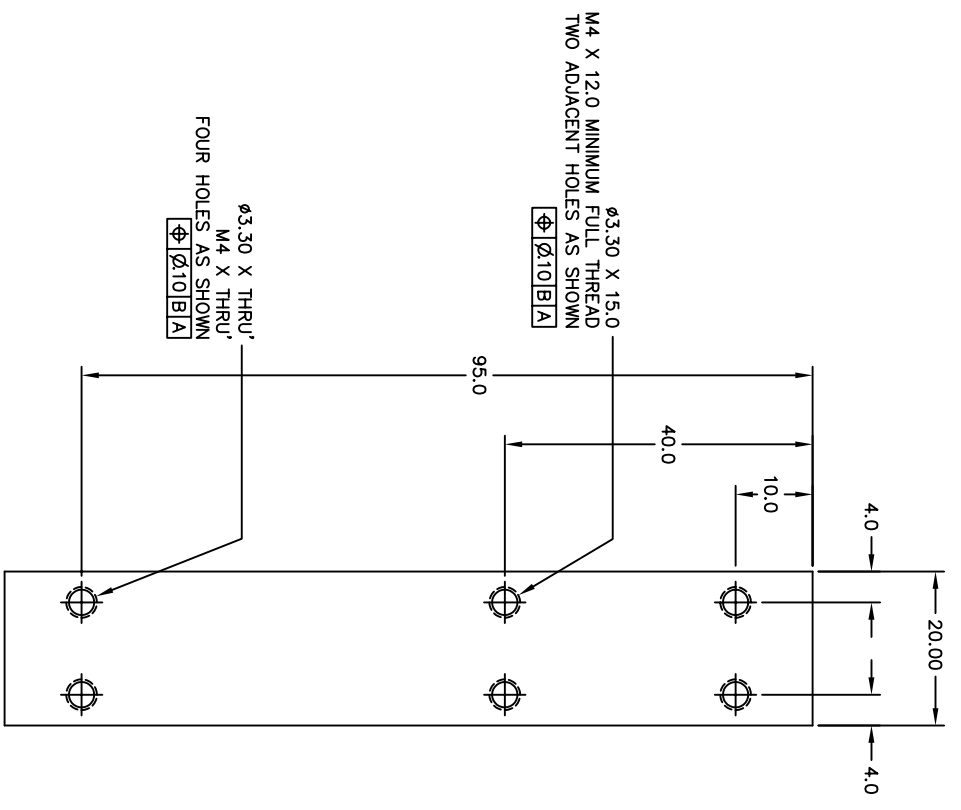 ø3.30 X 15.0
M4 X 12.0 MINIMUM FULL THREAD
TWO ADJACENT HOLES AS SHOWN
⌖ Ø.10 B A
ø3.30 X THRU'
M4 X THRU'
FOUR HOLES AS SHOWN
⌖ Ø.10 B A
95.0
40.0
10.0
4.0
20.00
4.0